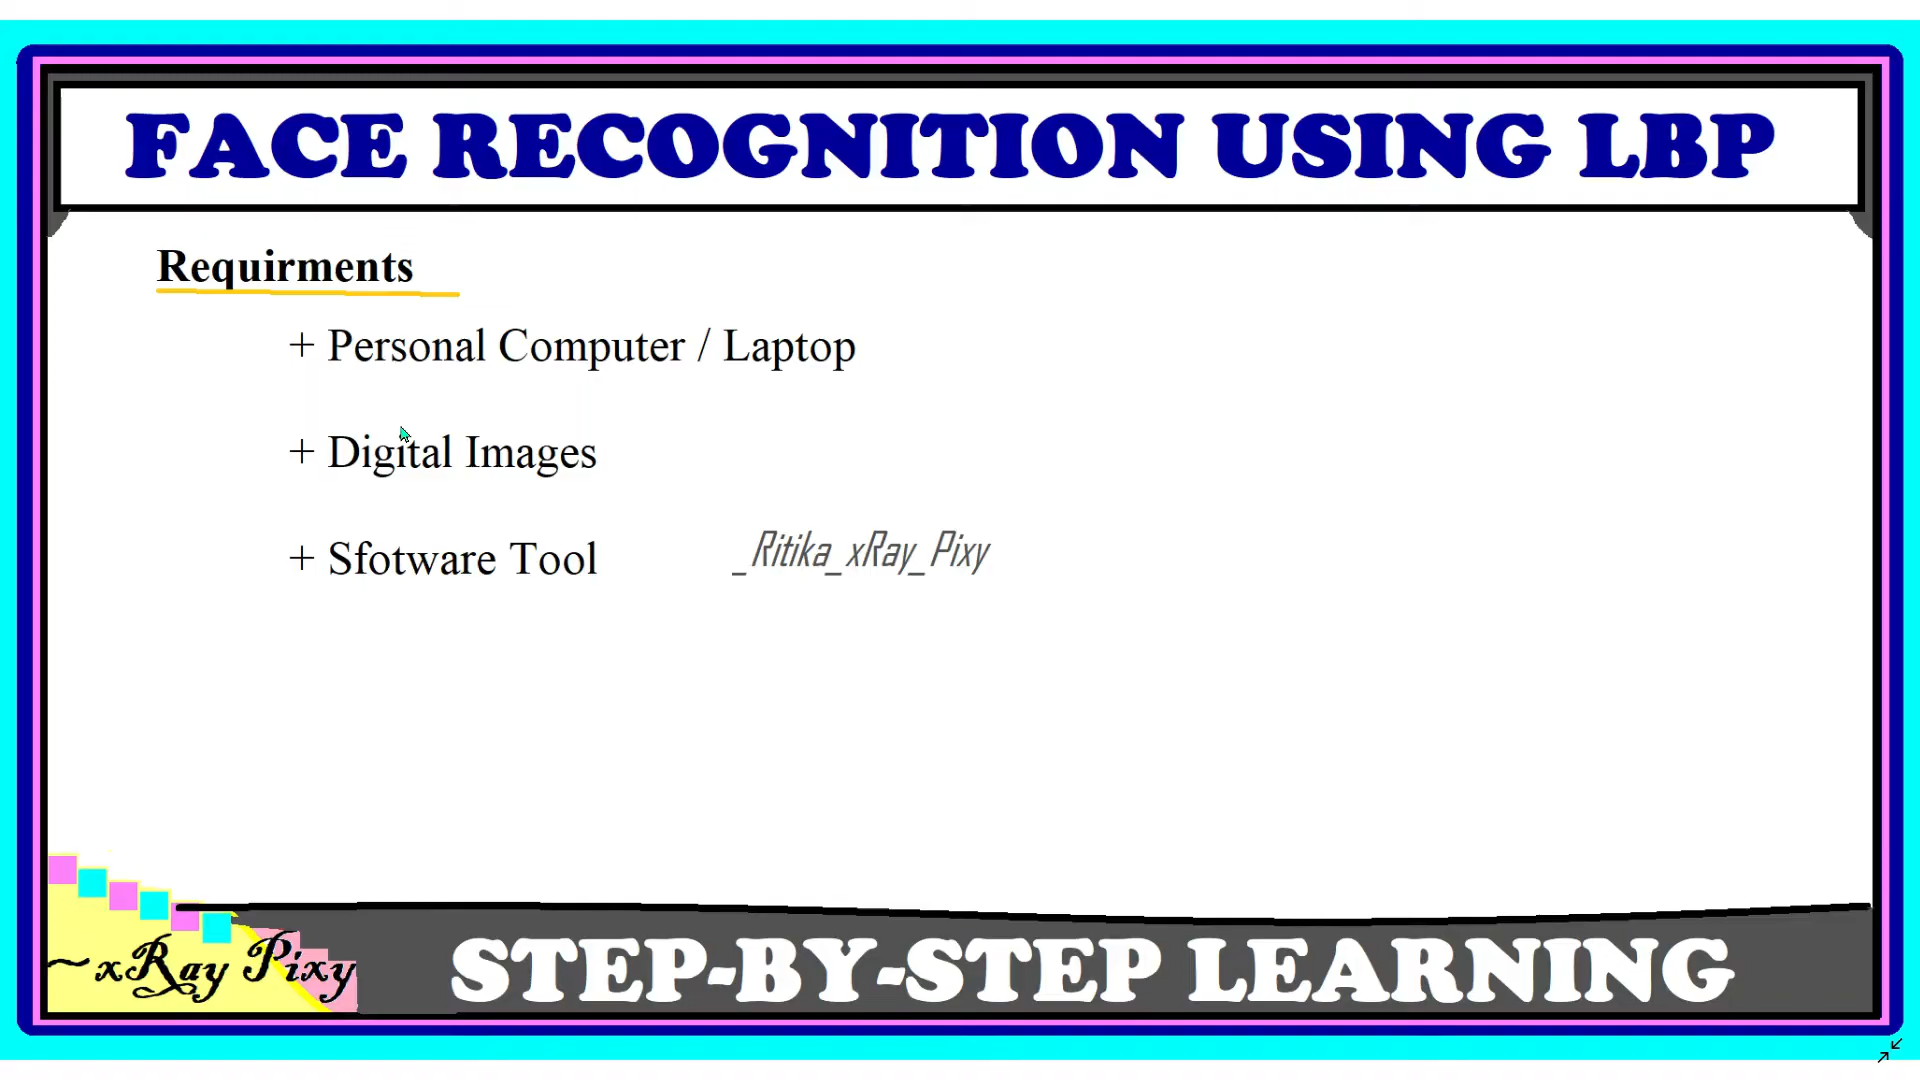 FACE RECOGNITION USING LBP
Requirments
+ Personal Computer / Laptop
+ Digital Images
+ Sfotware Tool
_Ritika_xRay_Pixy
~xRay Pixy
STEP-BY-STEP LEARNING